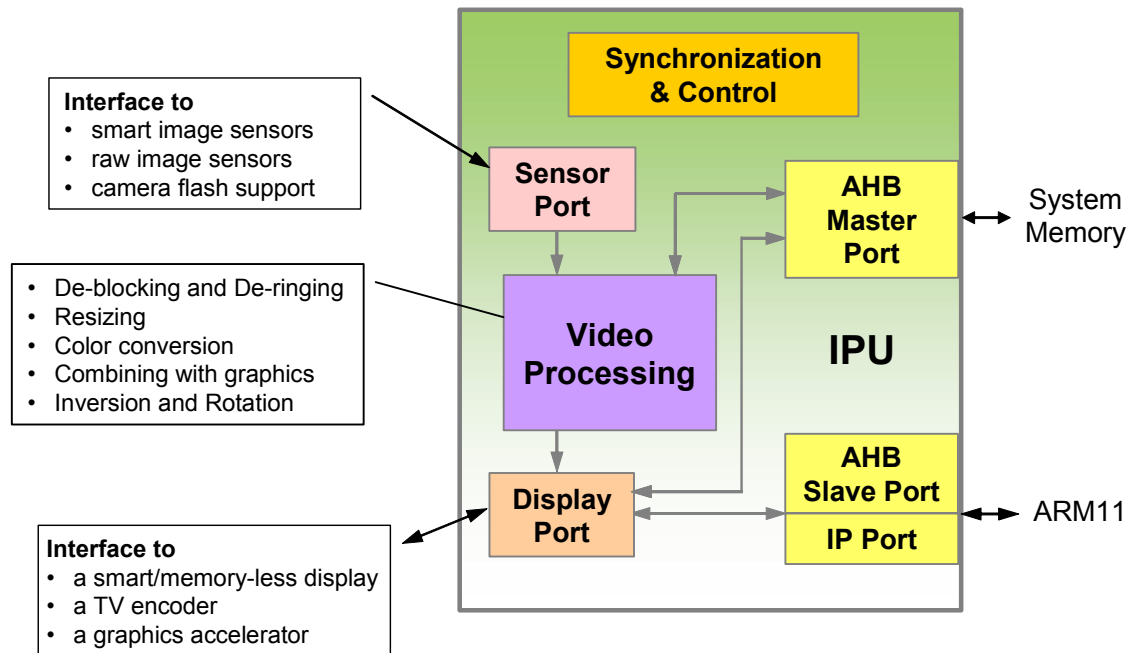 Synchronization
& Control
Interface to
• smart image sensors
• raw image sensors
• camera flash support
Sensor
Port
AHB
Master
Port
System
Memory
• De-blocking and De-ringing
• Resizing
• Color conversion
• Combining with graphics
• Inversion and Rotation
Video
Processing
IPU
AHB
Slave Port
IP Port
ARM11
Display
Port
Interface to
• a smart/memory-less display
• a TV encoder
• a graphics accelerator